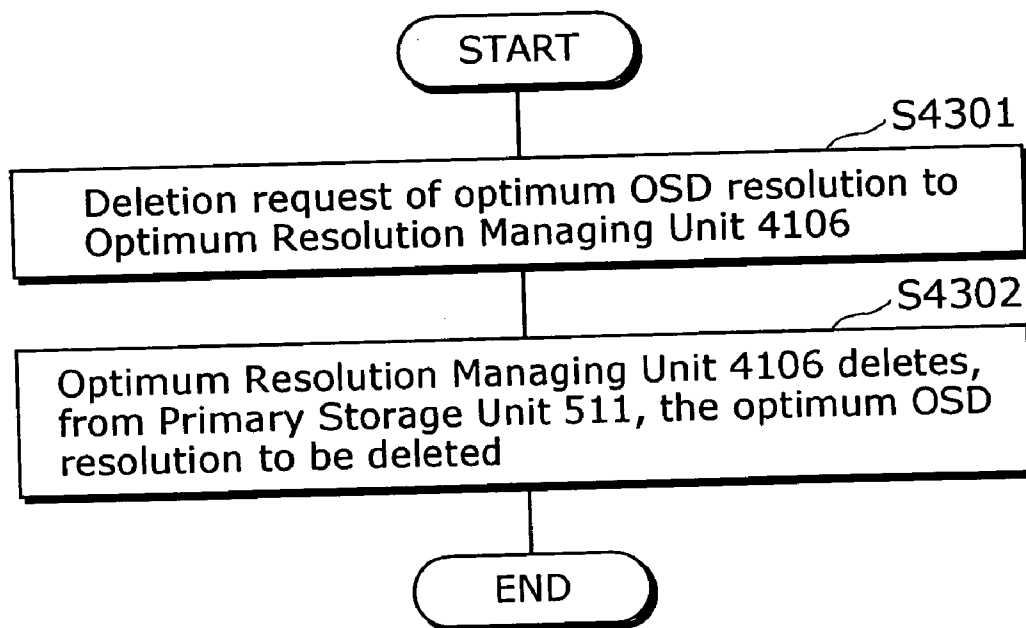 START
S4301
Deletion request of optimum OSD resolution to
Optimum Resolution Managing Unit 4106
S4302
Optimum Resolution Managing Unit 4106 deletes,
from Primary Storage Unit 511, the optimum OSD
resolution to be deleted
END